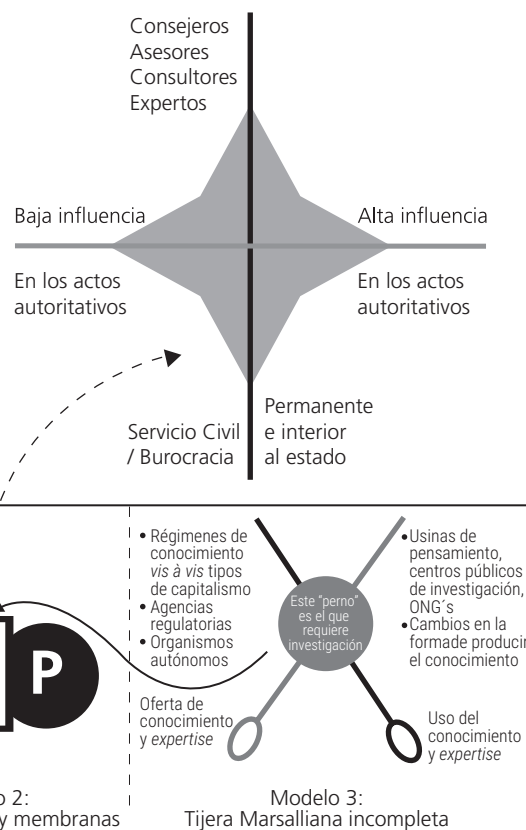 Consejeros
Asesores
Consultores
Expertos
Baja influencia
Alta influencia
En los actos
autoritativos
En los actos
autoritativos
Servicio Civil
/ Burocracia
Permanente
e interior
al estado
• Régimenes de
conocimiento
vis à vis tipos
de capitalismo
• Agencias
regulatorias
• Organismos
autónomos
Este "perno"
es el que
requiere
investigación
• Usinas de
pensamiento,
centros públicos
de investigación,
ONG´s
• Cambios en la
formade producir
el conocimiento
P
Oferta de
conocimiento
y expertise
Uso del
conocimiento
y expertise
o 2:
y membranas
Modelo 3:
Tijera Marsalliana incompleta